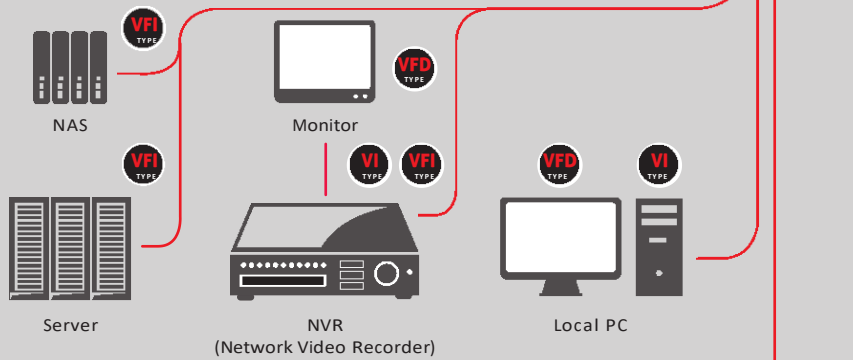 VFI
TYPE
NAS
Monitor
VFD
TYPE
VFI
TYPE
Server
VI
TYPE
VFI
TYPE
NVR
(Network Video Recorder)
VFD
TYPE
VI
TYPE
Local PC